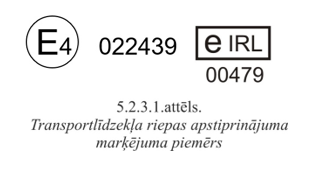 E4 022439 e IRL
00479
5.2.3.1.attēls.
Transportlīdzekļa riepas apstiprinājuma
marķējuma piemērs